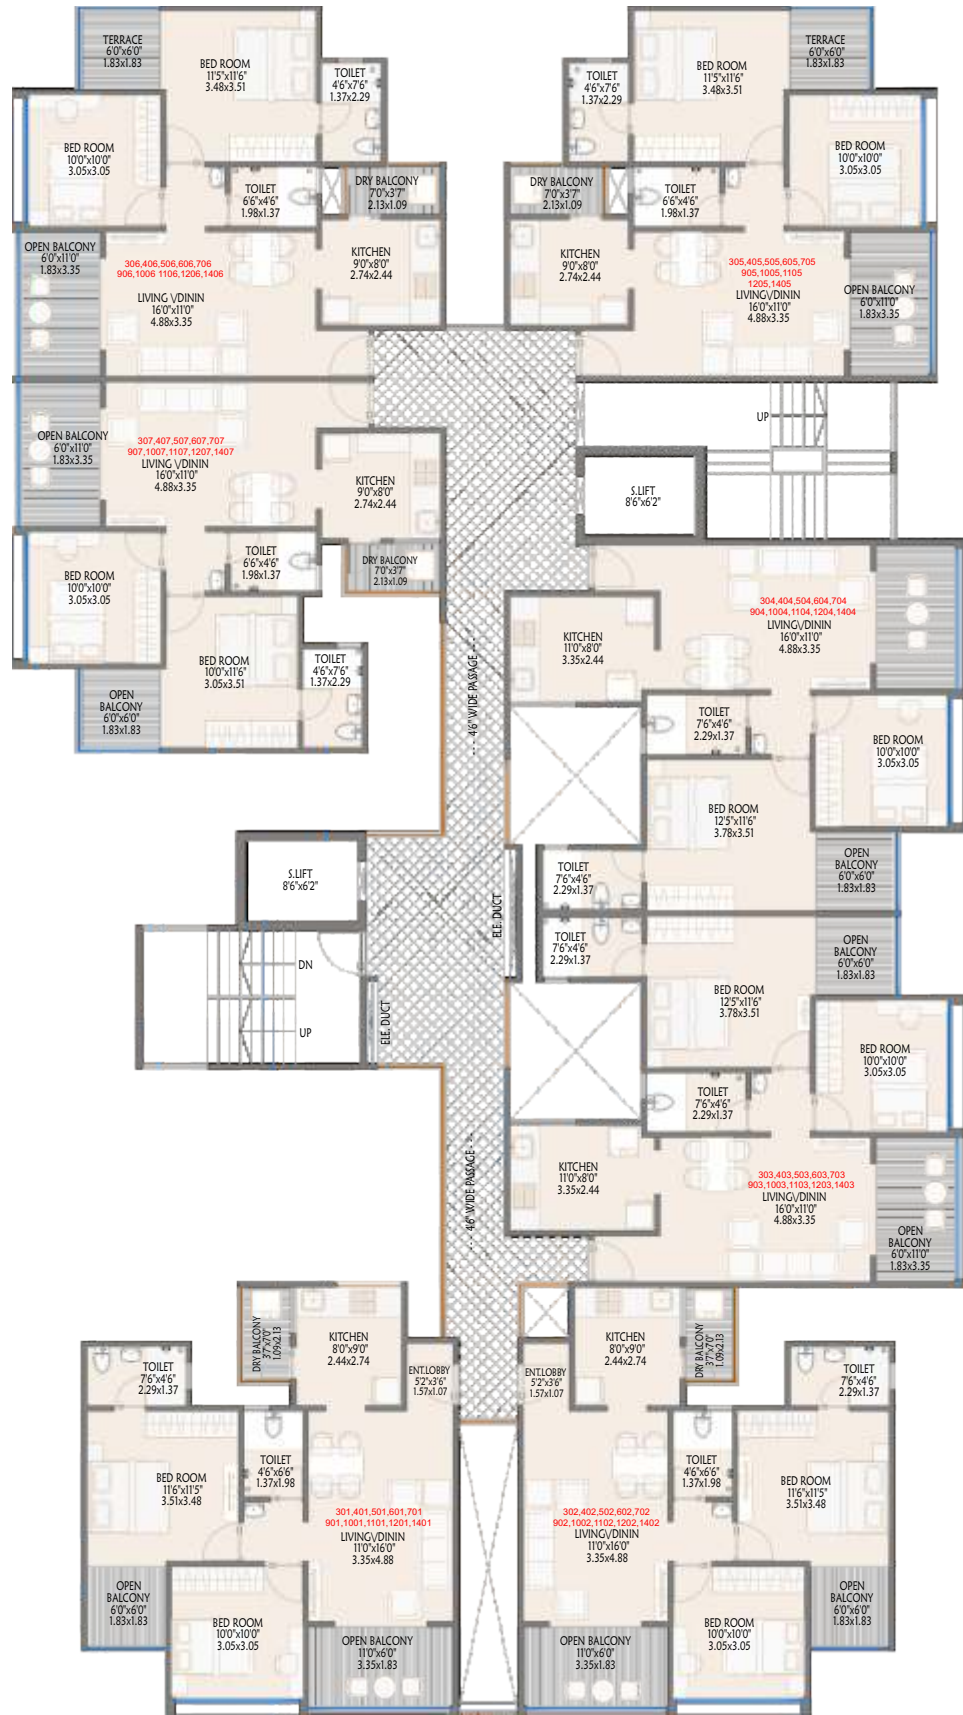 TERRACE
6'0"x6'0"
1.83x1.83
BED ROOM
11'5"x11'6"
3.48x3.51
TOILET
4'6"x7'6"
1.37x2.29
BED ROOM
10'0"x10'0"
3.05x3.05
TOILET
6'6"x4'6"
1.98x1.37
DRY BALCONY
7'0"x3'7"
2.13x1.09
OPEN BALCONY
6'0"x11'0"
1.83x3.35
306,406,506,606,706
906,1006 1106,1206,1406
LIVING \/DININ
16'0"x11'0"
4.88x3.35
KITCHEN
9'0"x8'0"
2.74x2.44
TERRACE
6'0"x6'0"
1.83x1.83
BED ROOM
11'5"x11'6"
3.48x3.51
TOILET
4'6"x7'6"
1.37x2.29
BED ROOM
10'0"x10'0"
3.05x3.05
TOILET
6'6"x4'6"
1.98x1.37
DRY BALCONY
7'0"x3'7"
2.13x1.09
KITCHEN
9'0"x8'0"
2.74x2.44
305,405,505,605,705
905,1005,1105
1205,1405
LIVING \/DININ
16'0"x11'0"
4.88x3.35
OPEN BALCONY
6'0"x11'0"
1.83x3.35
OPEN BALCONY
6'0"x11'0"
1.83x3.35
307,407,507,607,707
907,1007,1107,1207,1407
LIVING \/DININ
16'0"x11'0"
4.88x3.35
KITCHEN
9'0"x8'0"
2.74x2.44
TOILET
6'6"x4'6"
1.98x1.37
DRY BALCONY
7'0"x3'7"
2.13x1.09
BED ROOM
10'0"x10'0"
3.05x3.05
BED ROOM
10'0"x11'6"
3.05x3.51
TOILET
4'6"x7'6"
1.37x2.29
OPEN
BALCONY
6'0"x6'0"
1.83x1.83
UP
S.LIFT
8'6"x6'2"
304,404,504,604,704
904,1004,1104,1204,1404
LIVING\/DININ
16'0"x11'0"
4.88x3.35
KITCHEN
11'0"x8'0"
3.35x2.44
--- 4'6" WIDE PASSAGE ---
TOILET
7'6"x4'6"
2.29x1.37
BED ROOM
10'0"x10'0"
3.05x3.05
BED ROOM
12'5"x11'6"
3.78x3.51
TOILET
7'6"x4'6"
2.29x1.37
OPEN
BALCONY
6'0"x6'0"
1.83x1.83
S.LIFT
8'6"x6'2"
ELE. DUCT
DN
UP
ELE. DUCT
TOILET
7'6"x4'6"
2.29x1.37
OPEN
BALCONY
6'0"x6'0"
1.83x1.83
BED ROOM
12'5"x11'6"
3.78x3.51
BED ROOM
10'0"x10'0"
3.05x3.05
TOILET
7'6"x4'6"
2.29x1.37
KITCHEN
11'0"x8'0"
3.35x2.44
303,403,503,603,703
903,1003,1103,1203,1403
LIVING\/DININ
16'0"x11'0"
4.88x3.35
OPEN
BALCONY
6'0"x11'0"
1.83x3.35
--- 4'6" WIDE PASSAGE ---
DRY BALCONY
3'7"x7'0"
1.09x2.13
KITCHEN
8'0"x9'0"
2.44x2.74
ENT.LOBBY
5'2"x3'6"
1.57x1.07
TOILET
7'6"x4'6"
2.29x1.37
BED ROOM
11'6"x11'5"
3.51x3.48
TOILET
4'6"x6'6"
1.37x1.98
301,401,501,601,701
901,1001,1101,1201,1401
LIVING\/DININ
11'0"x16'0"
3.35x4.88
OPEN
BALCONY
6'0"x6'0"
1.83x1.83
BED ROOM
10'0"x10'0"
3.05x3.05
OPEN BALCONY
11'0"x6'0"
3.35x1.83
ENT.LOBBY
5'2"x3'6"
1.57x1.07
KITCHEN
8'0"x9'0"
2.44x2.74
DRY BALCONY
3'7"x7'0"
1.09x2.13
TOILET
7'6"x4'6"
2.29x1.37
TOILET
4'6"x6'6"
1.37x1.98
BED ROOM
11'6"x11'5"
3.51x3.48
302,402,502,602,702
902,1002,1102,1202,1402
LIVING\/DININ
11'0"x16'0"
3.35x4.88
OPEN
BALCONY
6'0"x6'0"
1.83x1.83
BED ROOM
10'0"x10'0"
3.05x3.05
OPEN BALCONY
11'0"x6'0"
3.35x1.83